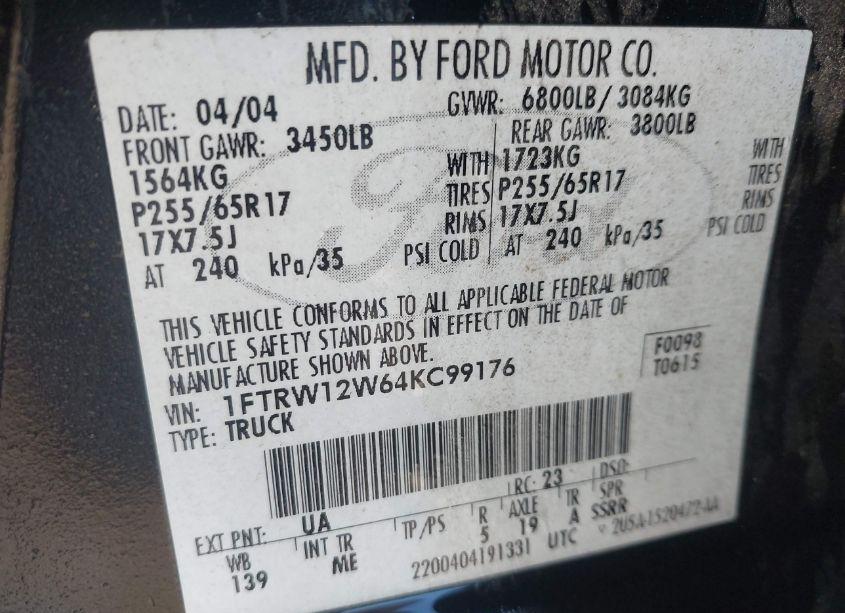 MFD. BY FORD MOTOR CO.
DATE: 04/04 GVWR: 6800LB/ 3084KG
FRONT GAWR: 3450LB REAR GAWR: 3800LB
1564KG WITH 1723KG WITH
P255/65R17 TIRES P255/65R17 TIRES
17X7.5J RIMS 17X7.5J RIMS
AT 240 kPa/35 PSI COLD AT 240 kPa/35 PSI COLD
THIS VEHICLE CONFORMS TO ALL APPLICABLE FEDERAL MOTOR
VEHICLE SAFETY STANDARDS IN EFFECT ON THE DATE OF
MANUFACTURE SHOWN ABOVE.
F0098
T0615
VIN: 1FTRW12W64KC99176
TYPE: TRUCK
EXT PNT: UA RC: 23 DSO:
WB INT TR TP/PS R AXLE TR SPR
139 ME 5 19 A SSRR
2200404191331 UTC